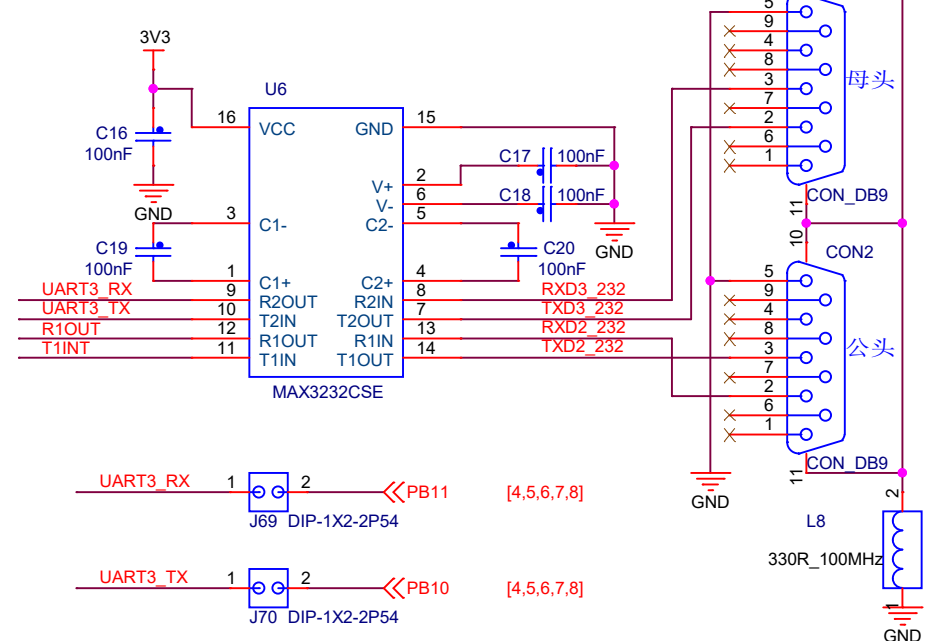 5
9
4
8
3
7
2
6
1
母头
CON_DB9
11
3V3
U6
C16
100nF
GND
16 VCC GND 15
C17 100nF
V+ 2
V- 6
C18 100nF
3 C1- C2- 5
GND
C19
100nF
C20
100nF
1 C1+ C2+ 4
UART3_RX 9 R2OUT R2IN 8 RXD3_232
UART3_TX 10 T2IN T2OUT 7 TXD3_232
R1OUT 12 R1OUT R1IN 13 RXD2_232
T1INT 11 T1IN T1OUT 14 TXD2_232
MAX3232CSE
10
CON2
5
9
4
8
3
7
2
6
1
公头
CON_DB9
11
GND
UART3_RX 1 2 PB11 [4,5,6,7,8]
J69 DIP-1X2-2P54
UART3_TX 1 2 PB10 [4,5,6,7,8]
J70 DIP-1X2-2P54
2
L8
330R_100MHz
1
GND